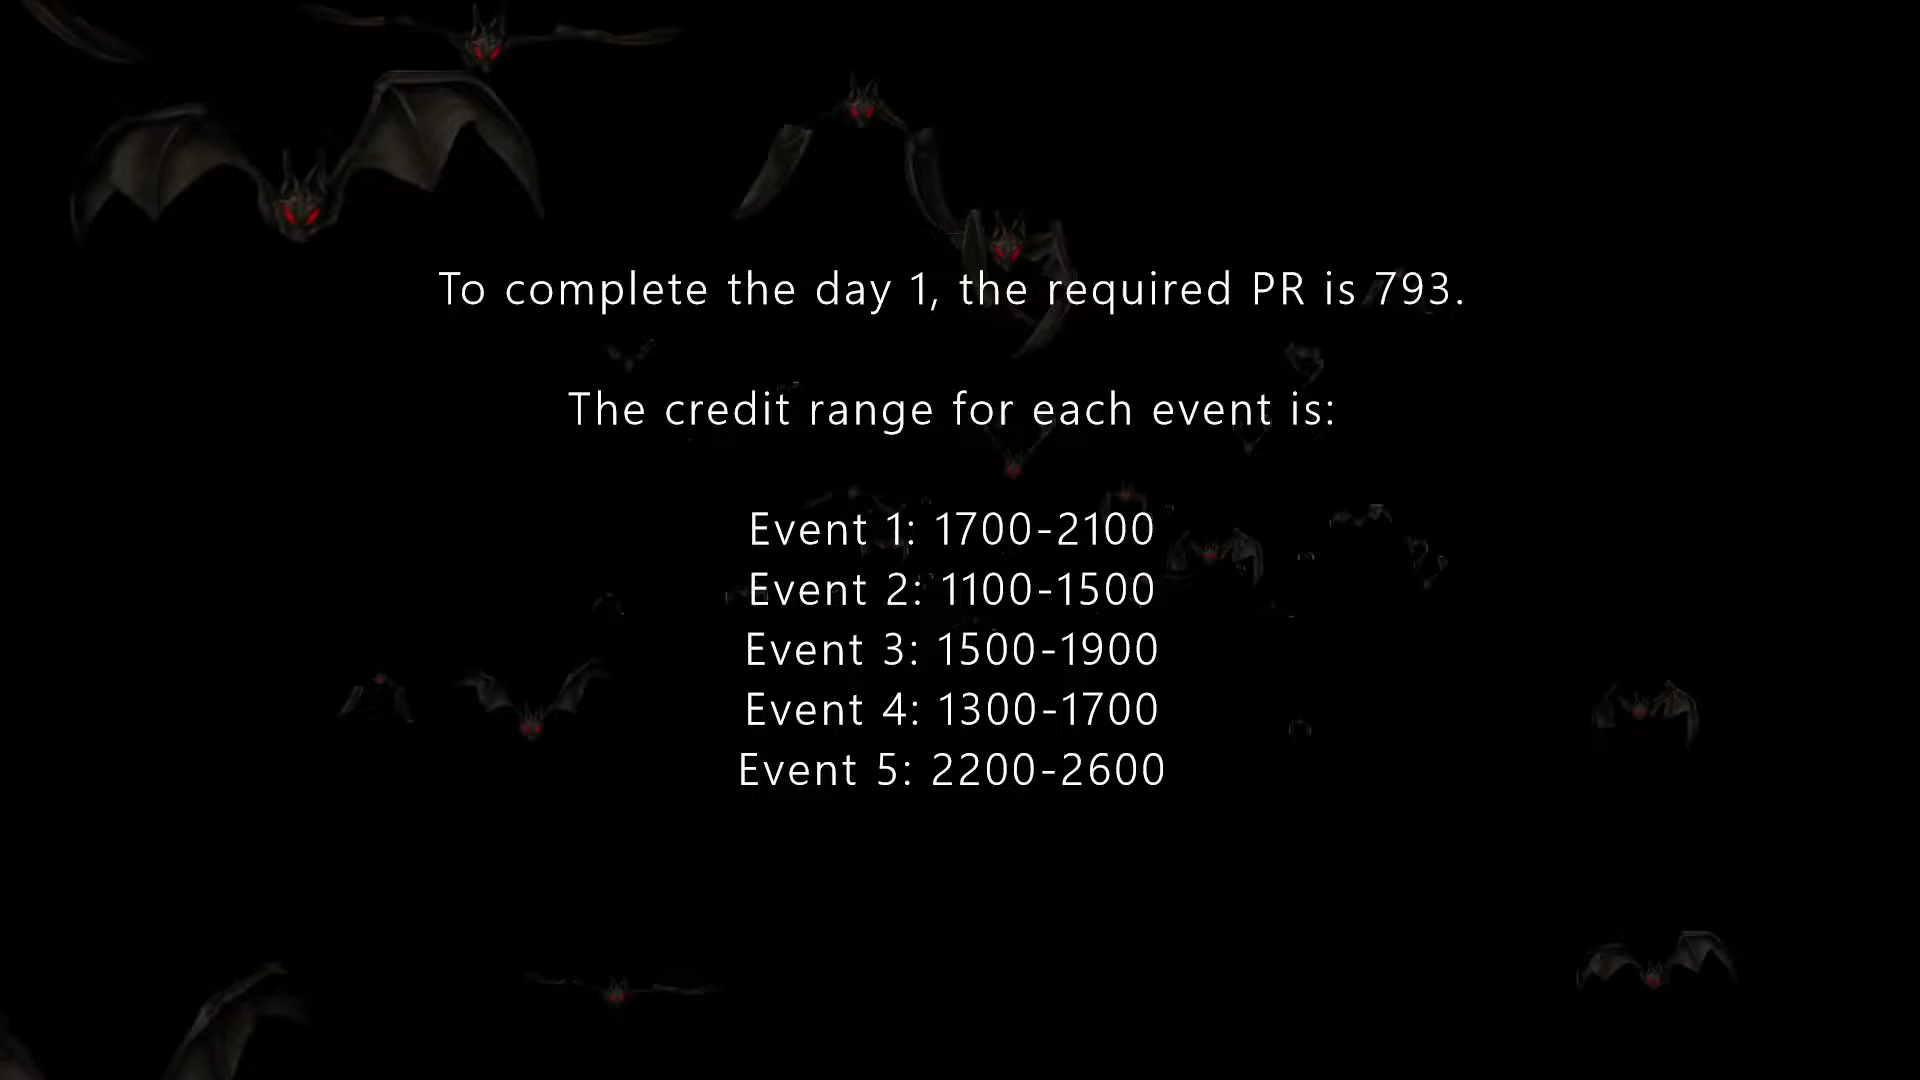 To complete the day 1, the required PR is 793.
The credit range for each event is:
Event 1: 1700-2100
Event 2: 1100-1500
Event 3: 1500-1900
Event 4: 1300-1700
Event 5: 2200-2600